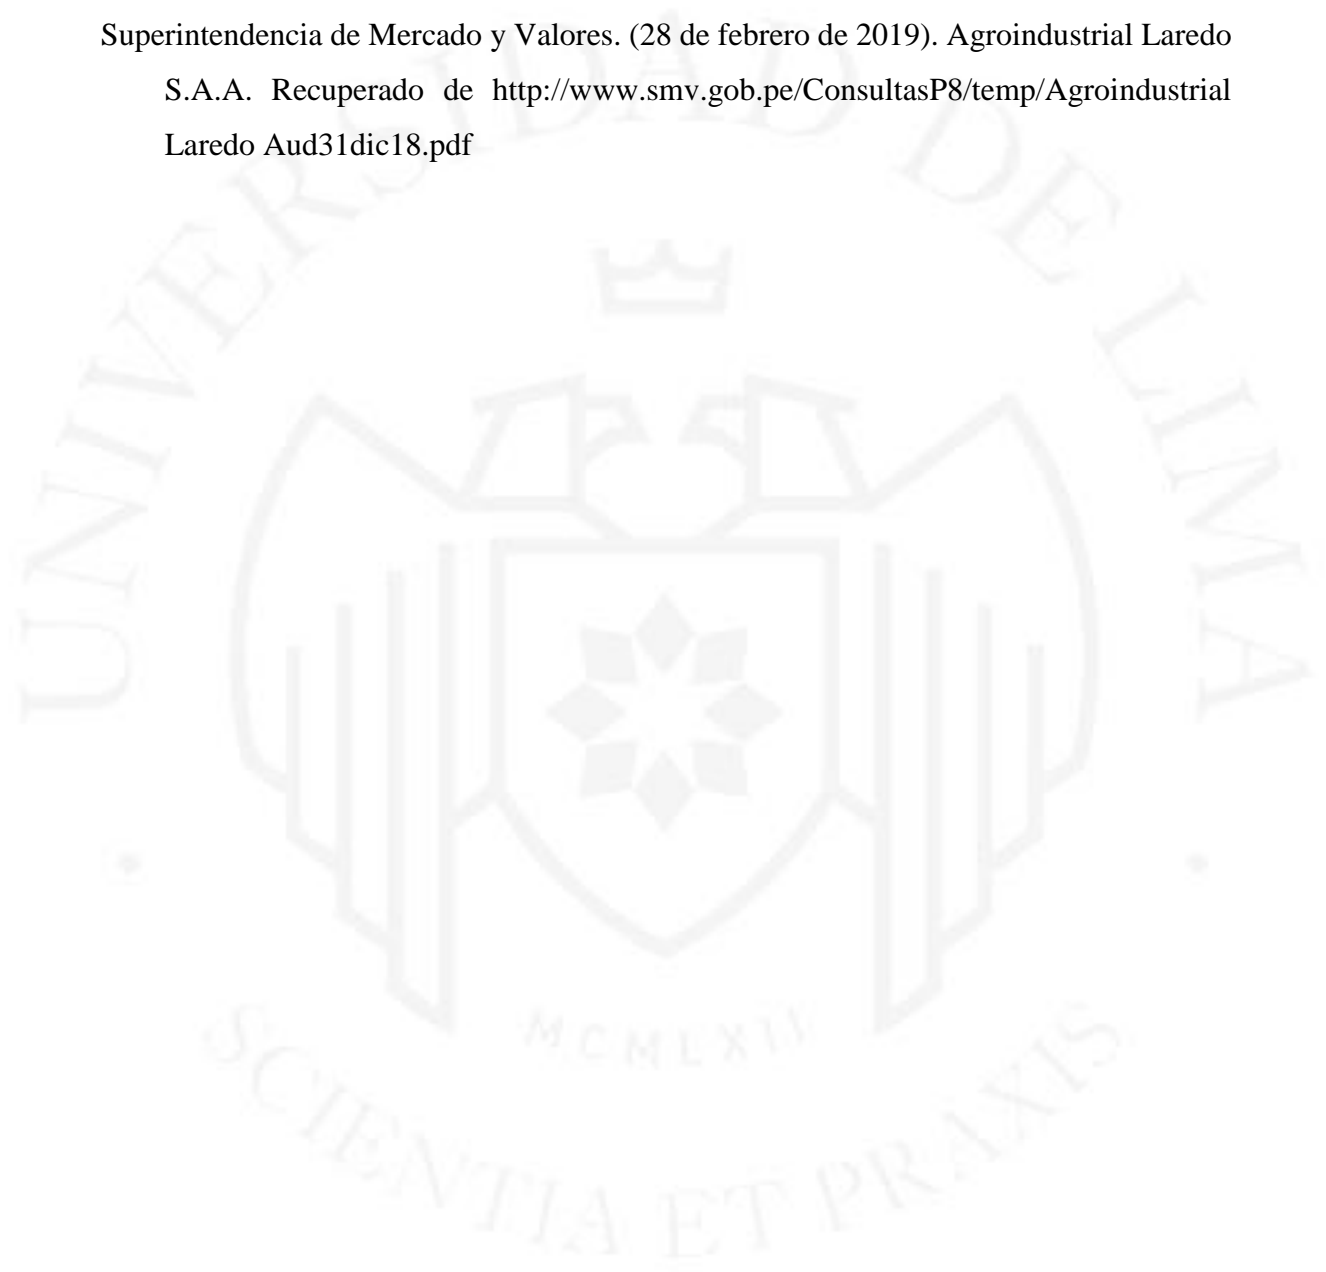 Superintendencia de Mercado y Valores. (28 de febrero de 2019). Agroindustrial Laredo
S.A.A. Recuperado de http://www.smv.gob.pe/ConsultasP8/temp/Agroindustrial
Laredo Aud31dic18.pdf
UNIVERSIDAD DE LIMA
MCMLXII
SCIENTIA ET PRAXIS